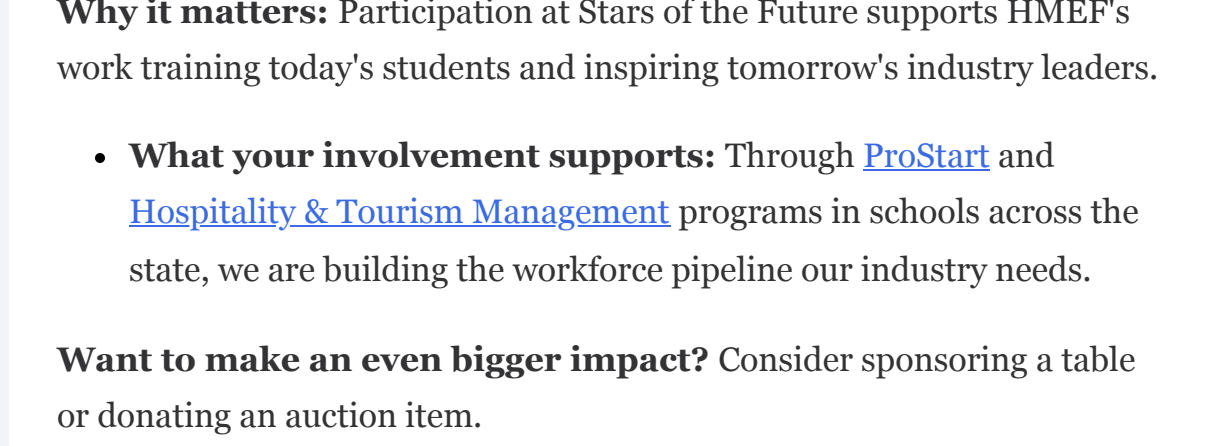 Why it matters: Participation at Stars of the Future supports HMEF's
work training today's students and inspiring tomorrow's industry leaders.
• What your involvement supports: Through ProStart and
Hospitality & Tourism Management programs in schools across the
state, we are building the workforce pipeline our industry needs.
Want to make an even bigger impact? Consider sponsoring a table
or donating an auction item.